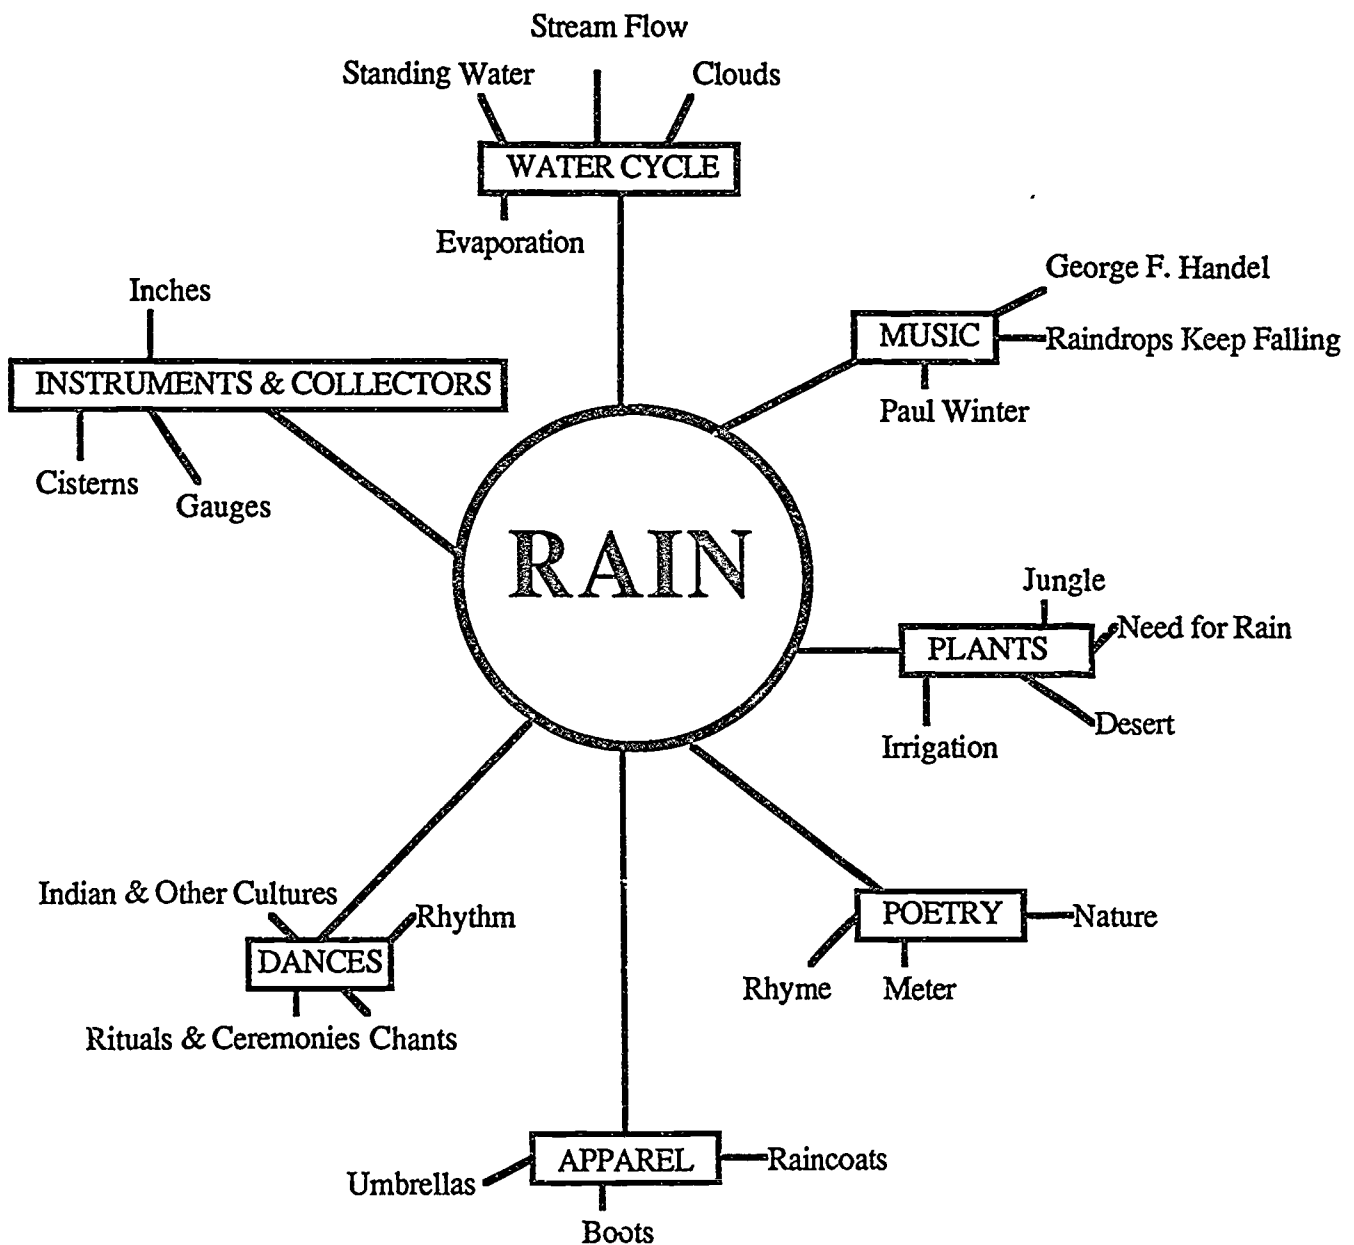 Stream Flow
Standing Water
Clouds
WATER CYCLE
Evaporation
George F. Handel
Inches
MUSIC
Raindrops Keep Falling
INSTRUMENTS & COLLECTORS
Paul Winter
Cisterns
Gauges
RAIN
Jungle
Need for Rain
PLANTS
Desert
Irrigation
Indian & Other Cultures
Rhythm
POETRY
Nature
DANCES
Rhyme
Meter
Rituals & Ceremonies
Chants
APPAREL
Raincoats
Umbrellas
Boots